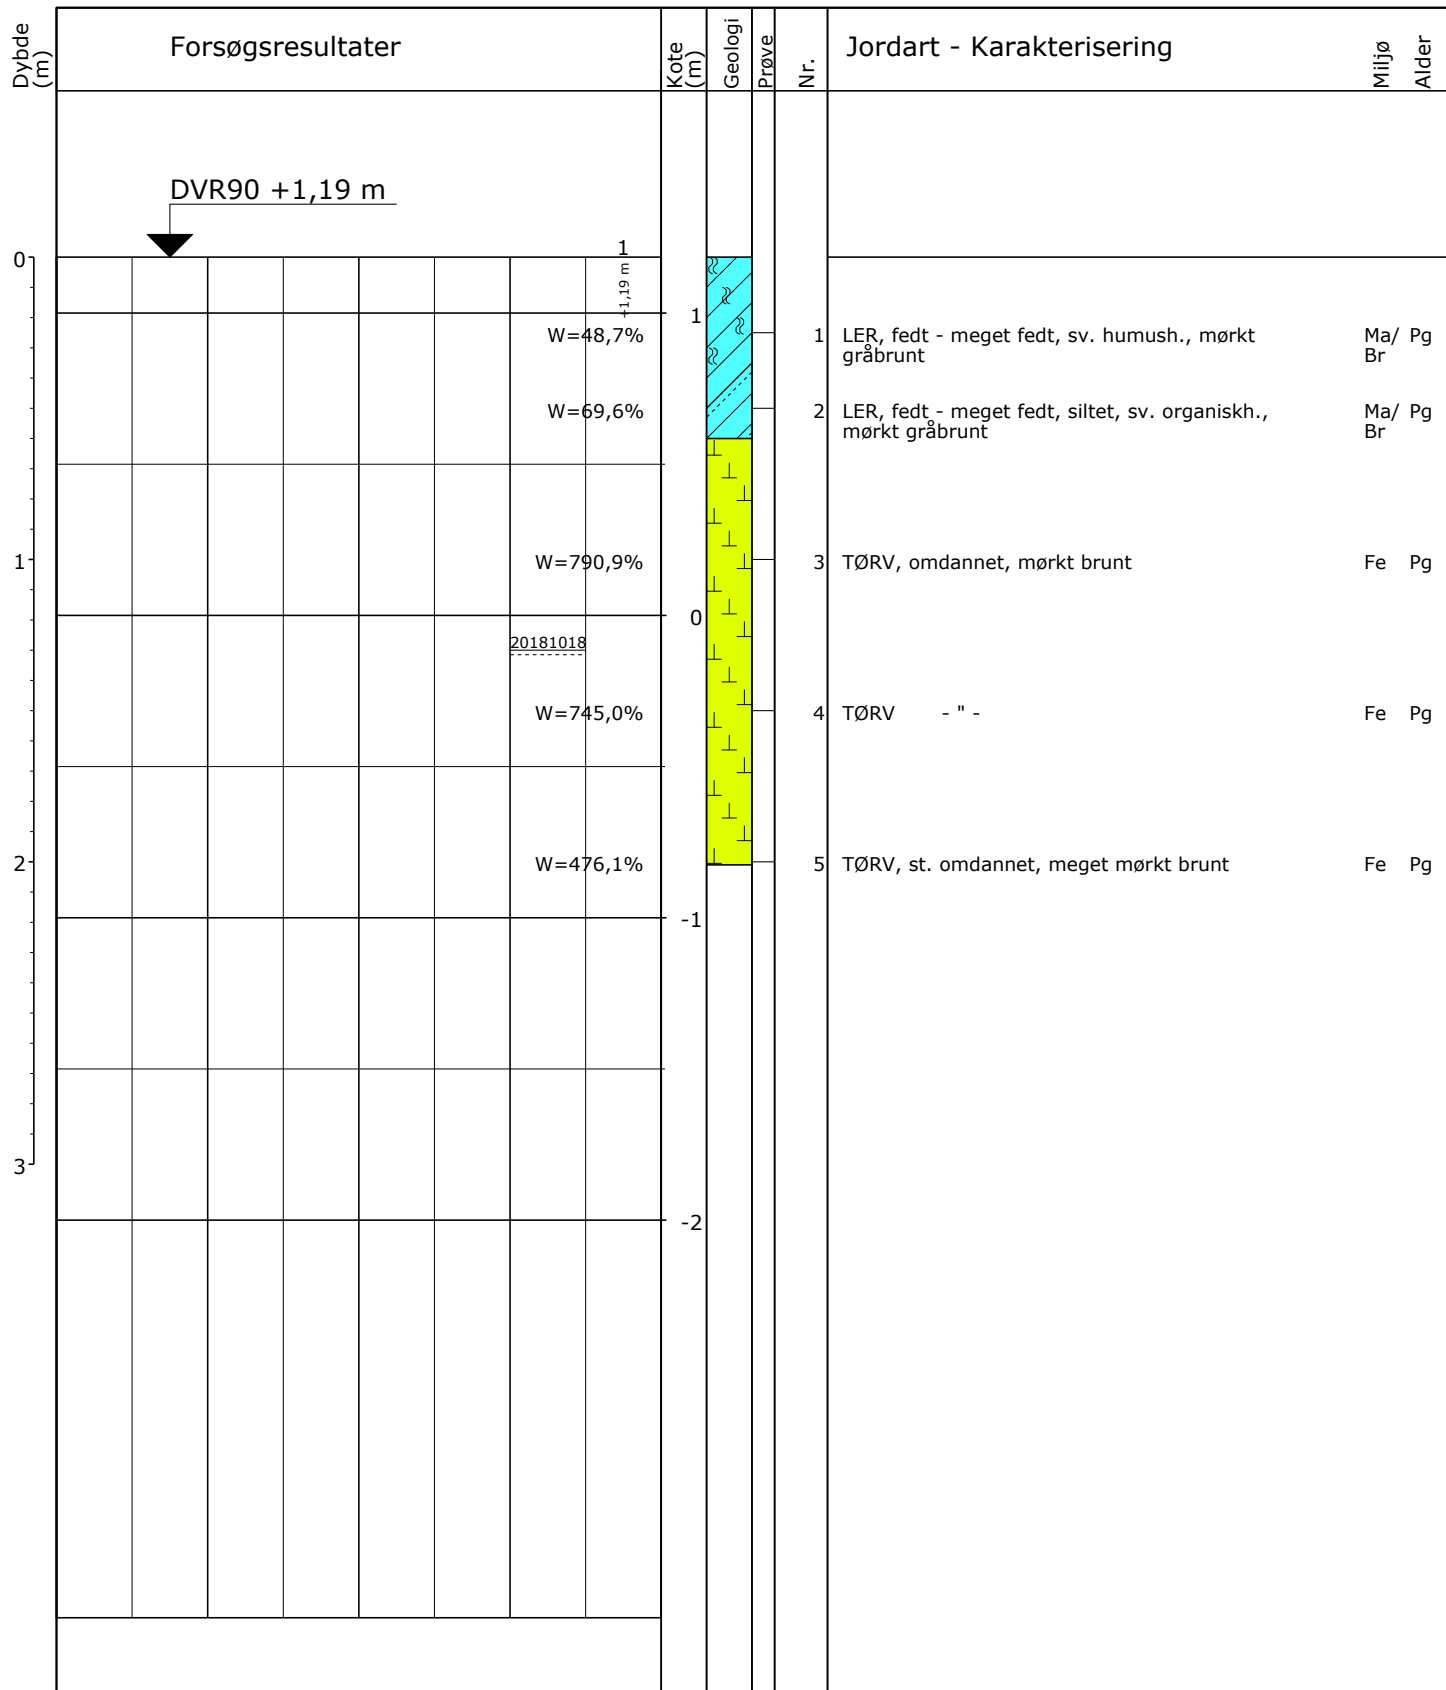 Dybde
(m)
Forsøgsresultater
Kote
(m)
Geologi
Prøve
Nr.
Jordart - Karakterisering
Miljø
Alder
DVR90 +1,19 m
0
1
+1,19 m
1
W=48,7%
1
LER, fedt - meget fedt, sv. humush., mørkt
gråbrunt
Ma/
Br
Pg
W=69,6%
2
LER, fedt - meget fedt, siltet, sv. organiskh.,
mørkt gråbrunt
Ma/
Br
Pg
1
W=790,9%
3
TØRV, omdannet, mørkt brunt
Fe
Pg
0
20181018
W=745,0%
4
TØRV - " -
Fe
Pg
2
W=476,1%
5
TØRV, st. omdannet, meget mørkt brunt
Fe
Pg
-1
3
-2